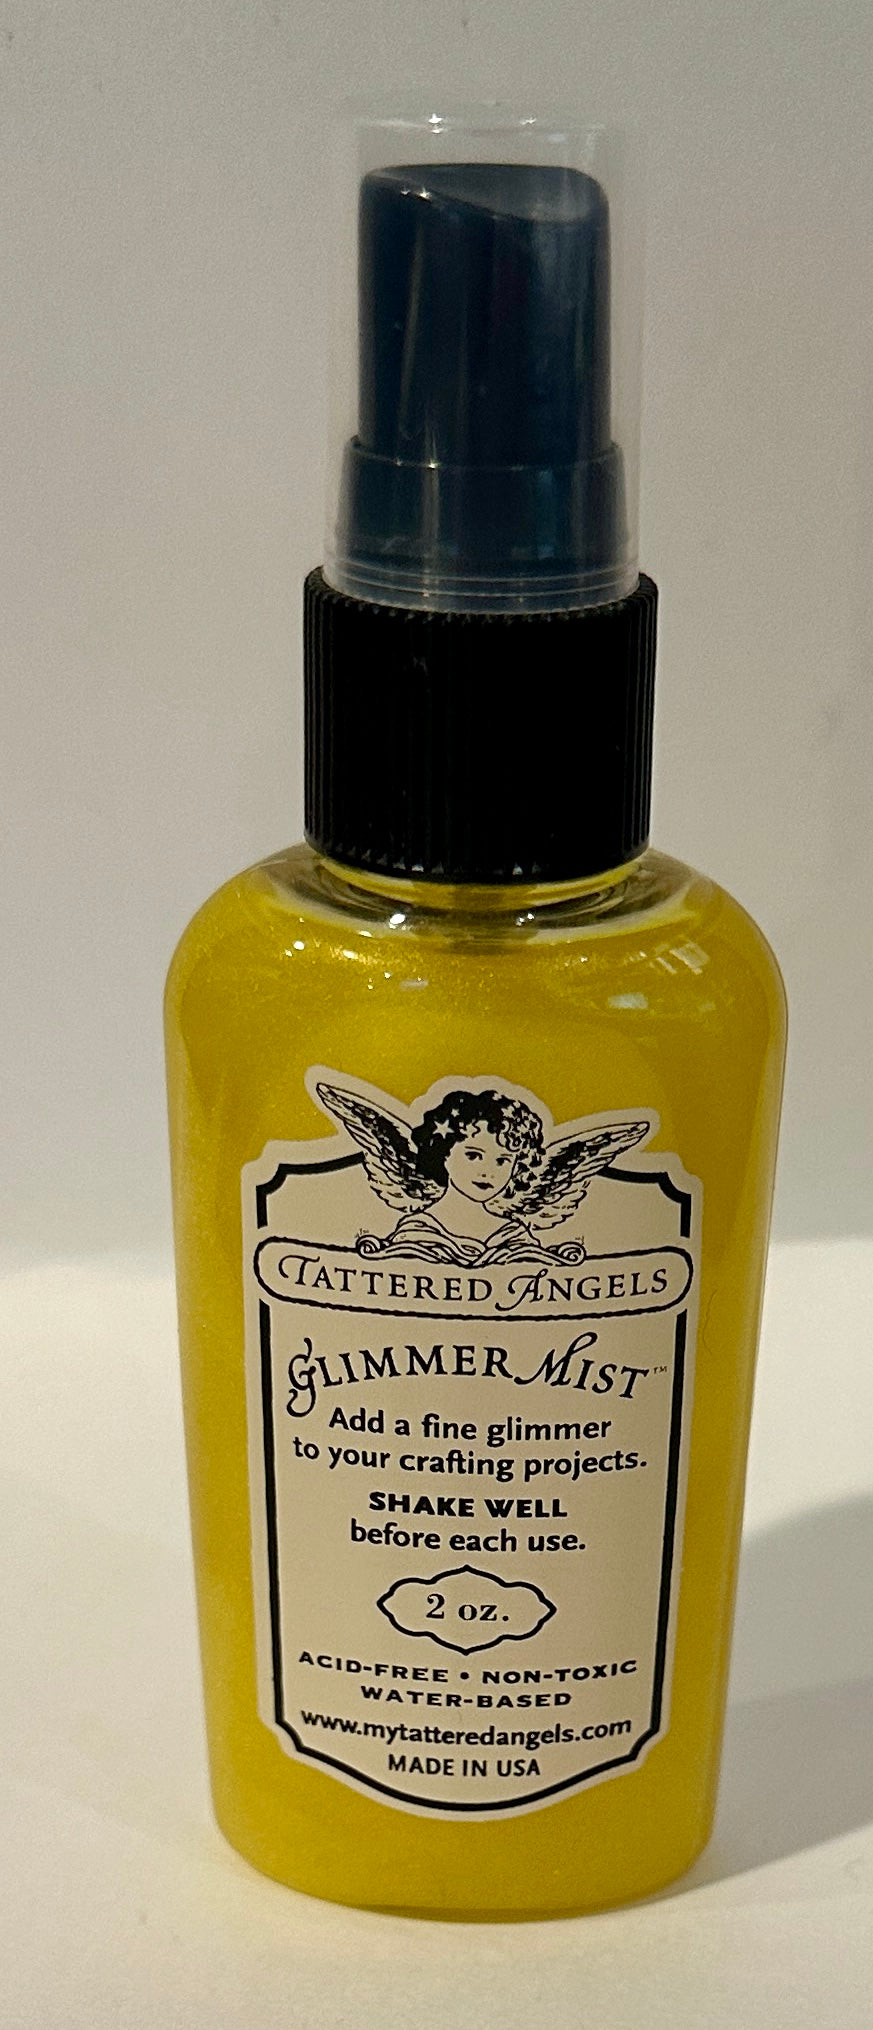 TATTERED ANGELS
GLIMMER MIST™
Add a fine glimmer
to your crafting projects.
SHAKE WELL
before each use.
2 oz.
ACID-FREE • NON-TOXIC
WATER-BASED
www.mytatteredangels.com
MADE IN USA